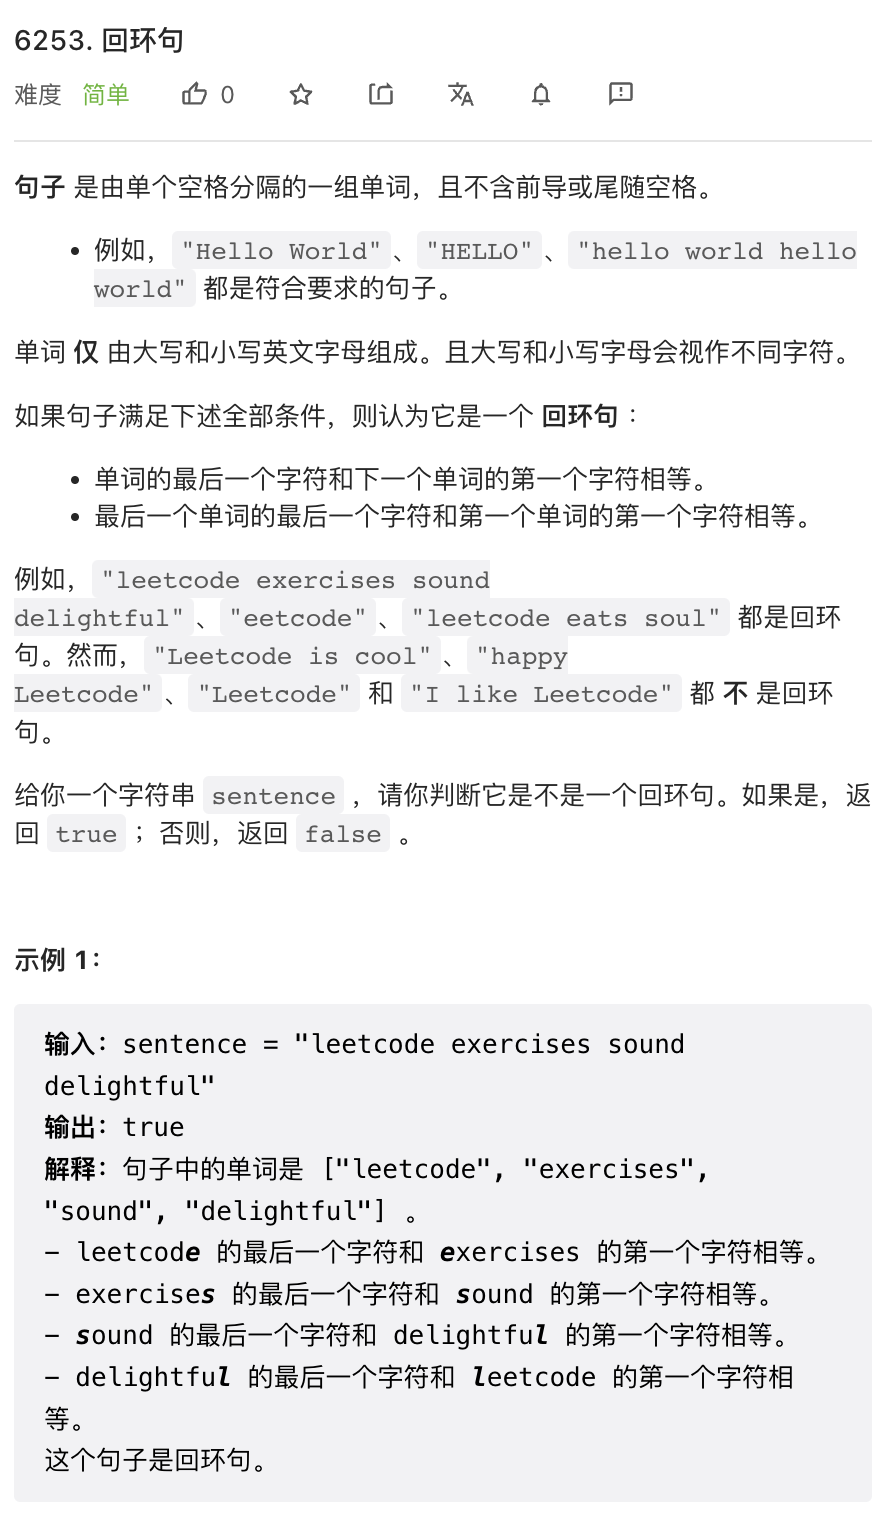 6253. 回环句
难度 简单 0
句子 是由单个空格分隔的一组单词，且不含前导或尾随空格。
• 例如， "Hello World" 、 "HELLO" 、 "hello world hello
world" 都是符合要求的句子。
单词 仅 由大写和小写英文字母组成。且大写和小写字母会视作不同字符。
如果句子满足下述全部条件，则认为它是一个 回环句 ：
• 单词的最后一个字符和下一个单词的第一个字符相等。
• 最后一个单词的最后一个字符和第一个单词的第一个字符相等。
例如， "leetcode exercises sound
delightful" 、 "eetcode" 、 "leetcode eats soul" 都是回环
句。然而， "Leetcode is cool" 、 "happy
Leetcode" 、 "Leetcode" 和 "I like Leetcode" 都 不 是回环
句。
给你一个字符串 sentence ，请你判断它是不是一个回环句。如果是，返
回 true ；否则，返回 false 。
示例 1：
输入：sentence = "leetcode exercises sound
delightful"
输出：true
解释：句子中的单词是 ["leetcode", "exercises",
"sound", "delightful"] 。
- leetcode 的最后一个字符和 exercises 的第一个字符相等。
- exercises 的最后一个字符和 sound 的第一个字符相等。
- sound 的最后一个字符和 delightful 的第一个字符相等。
- delightful 的最后一个字符和 leetcode 的第一个字符相
等。
这个句子是回环句。